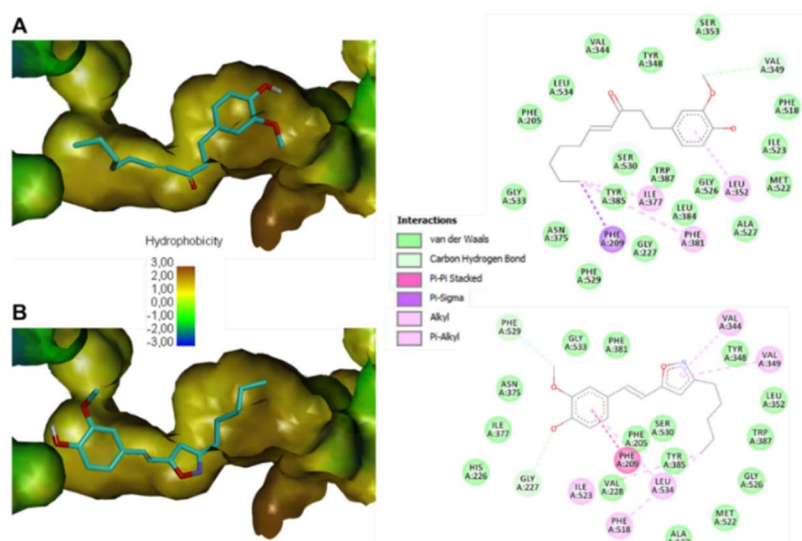 A
Hydrophobicity
3,00
2,00
1,00
0,00
-1,00
-2,00
-3,00
B
SER
A:353
VAL
A:344
TYR
A:348
VAL
A:349
LEU
A:534
PHE
A:518
PHE
A:205
O
O
O
ILE
A:523
SER
A:530
TRP
A:387
GLY
A:526
LEU
A:352
MET
A:522
GLY
A:533
TYR
A:385
ILE
A:377
LEU
A:384
ALA
A:527
ASN
A:375
PHE
A:209
GLY
A:227
PHE
A:381
PHE
A:529
Interactions
van der Waals
Carbon Hydrogen Bond
Pi-Pi Stacked
Pi-Sigma
Alkyl
Pi-Alkyl
PHE
A:529
GLY
A:533
PHE
A:381
VAL
A:344
TYR
A:348
VAL
A:349
ASN
A:375
O
O
O
N
LEU
A:352
ILE
A:377
PHE
A:205
SER
A:530
TRP
A:387
HIS
A:226
GLY
A:227
PHE
A:209
TYR
A:385
GLY
A:526
ILE
A:523
VAL
A:228
LEU
A:534
PHE
A:518
MET
A:522
ALA